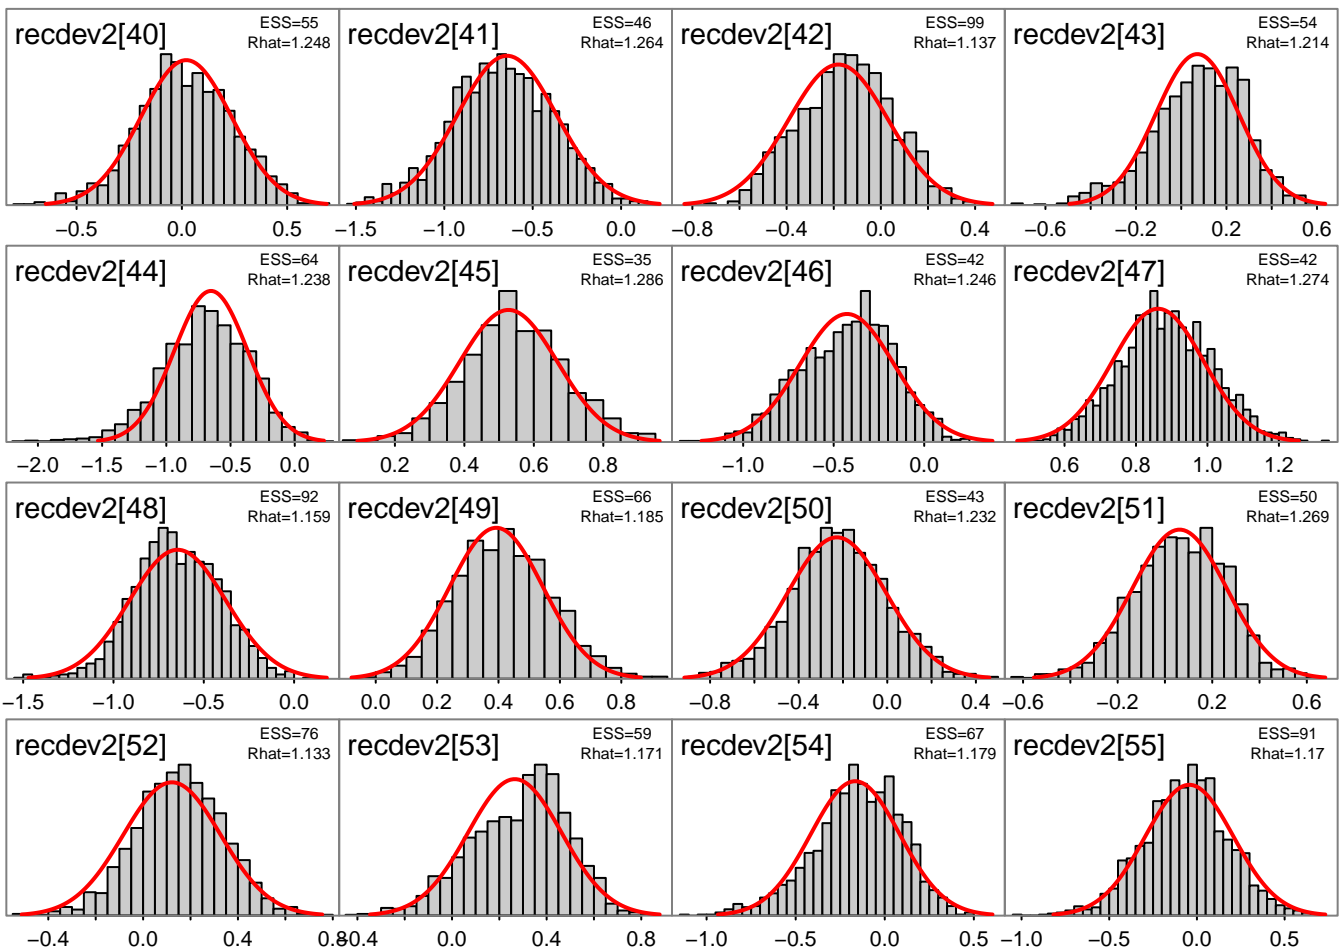 recdev2[40] ESS=55 Rhat=1.248
recdev2[41] ESS=46 Rhat=1.264
recdev2[42] ESS=99 Rhat=1.137
recdev2[43] ESS=54 Rhat=1.214
−0.5 0.0 0.5
−1.5 −1.0 −0.5 0.0
−0.8 −0.4 0.0 0.4
−0.6 −0.2 0.2 0.6
recdev2[44] ESS=64 Rhat=1.238
recdev2[45] ESS=35 Rhat=1.286
recdev2[46] ESS=42 Rhat=1.246
recdev2[47] ESS=42 Rhat=1.274
−2.0 −1.5 −1.0 −0.5 0.0
0.2 0.4 0.6 0.8
−1.0 −0.5 0.0
0.6 0.8 1.0 1.2
recdev2[48] ESS=92 Rhat=1.159
recdev2[49] ESS=66 Rhat=1.185
recdev2[50] ESS=43 Rhat=1.232
recdev2[51] ESS=50 Rhat=1.269
−1.5 −1.0 −0.5 0.0
0.0 0.2 0.4 0.6 0.8
−0.8 −0.4 0.0 0.4
−0.6 −0.2 0.2 0.6
recdev2[52] ESS=76 Rhat=1.133
recdev2[53] ESS=59 Rhat=1.171
recdev2[54] ESS=67 Rhat=1.179
recdev2[55] ESS=91 Rhat=1.17
−0.4 0.0 0.4 0.8
−0.4 0.0 0.4 0.8
−1.0 −0.5 0.0 0.5
−1.0 −0.5 0.0 0.5